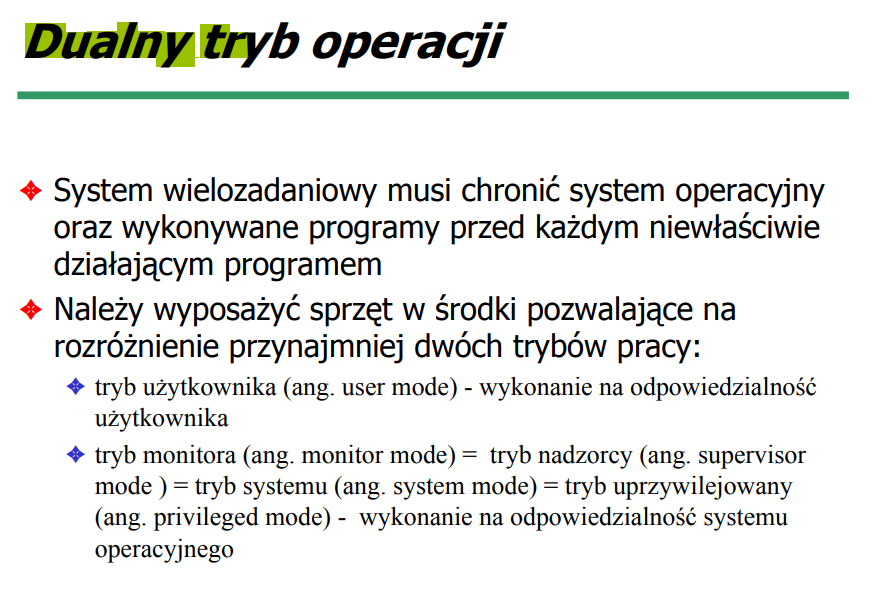 Dualny tryb operacji
System wielozadaniowy musi chronić system operacyjny
oraz wykonywane programy przed każdym niewłaściwie
działającym programem
Należy wyposażyć sprzęt w środki pozwalające na
rozróżnienie przynajmniej dwóch trybów pracy:
tryb użytkownika (ang. user mode) - wykonanie na odpowiedzialność
użytkownika
tryb monitora (ang. monitor mode) = tryb nadzorcy (ang. supervisor
mode ) = tryb systemu (ang. system mode) = tryb uprzywilejowany
(ang. privileged mode) - wykonanie na odpowiedzialność systemu
operacyjnego